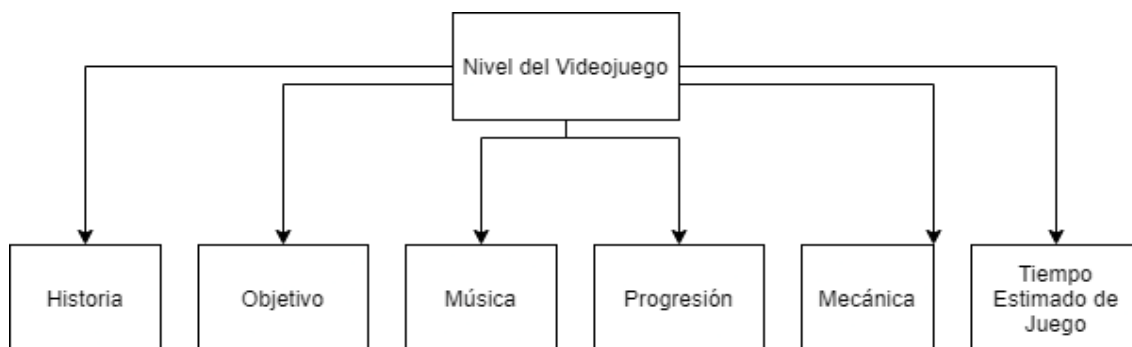 Nivel del Videojuego
Historia
Objetivo
Música
Progresión
Mecánica
Tiempo
Estimado de
Juego